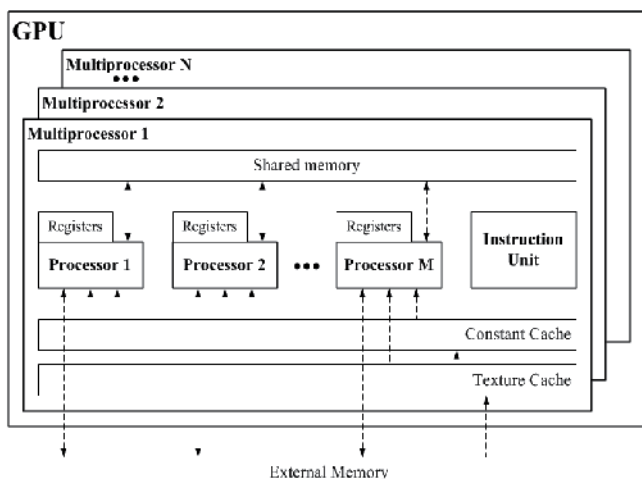 GPU
Multiprocessor N
•••
Multiprocessor 2
Multiprocessor 1
Shared memory
Registers Registers Registers
Processor 1 Processor 2 ••• Processor M
Instruction
Unit
Constant Cache
Texture Cache
External Memory